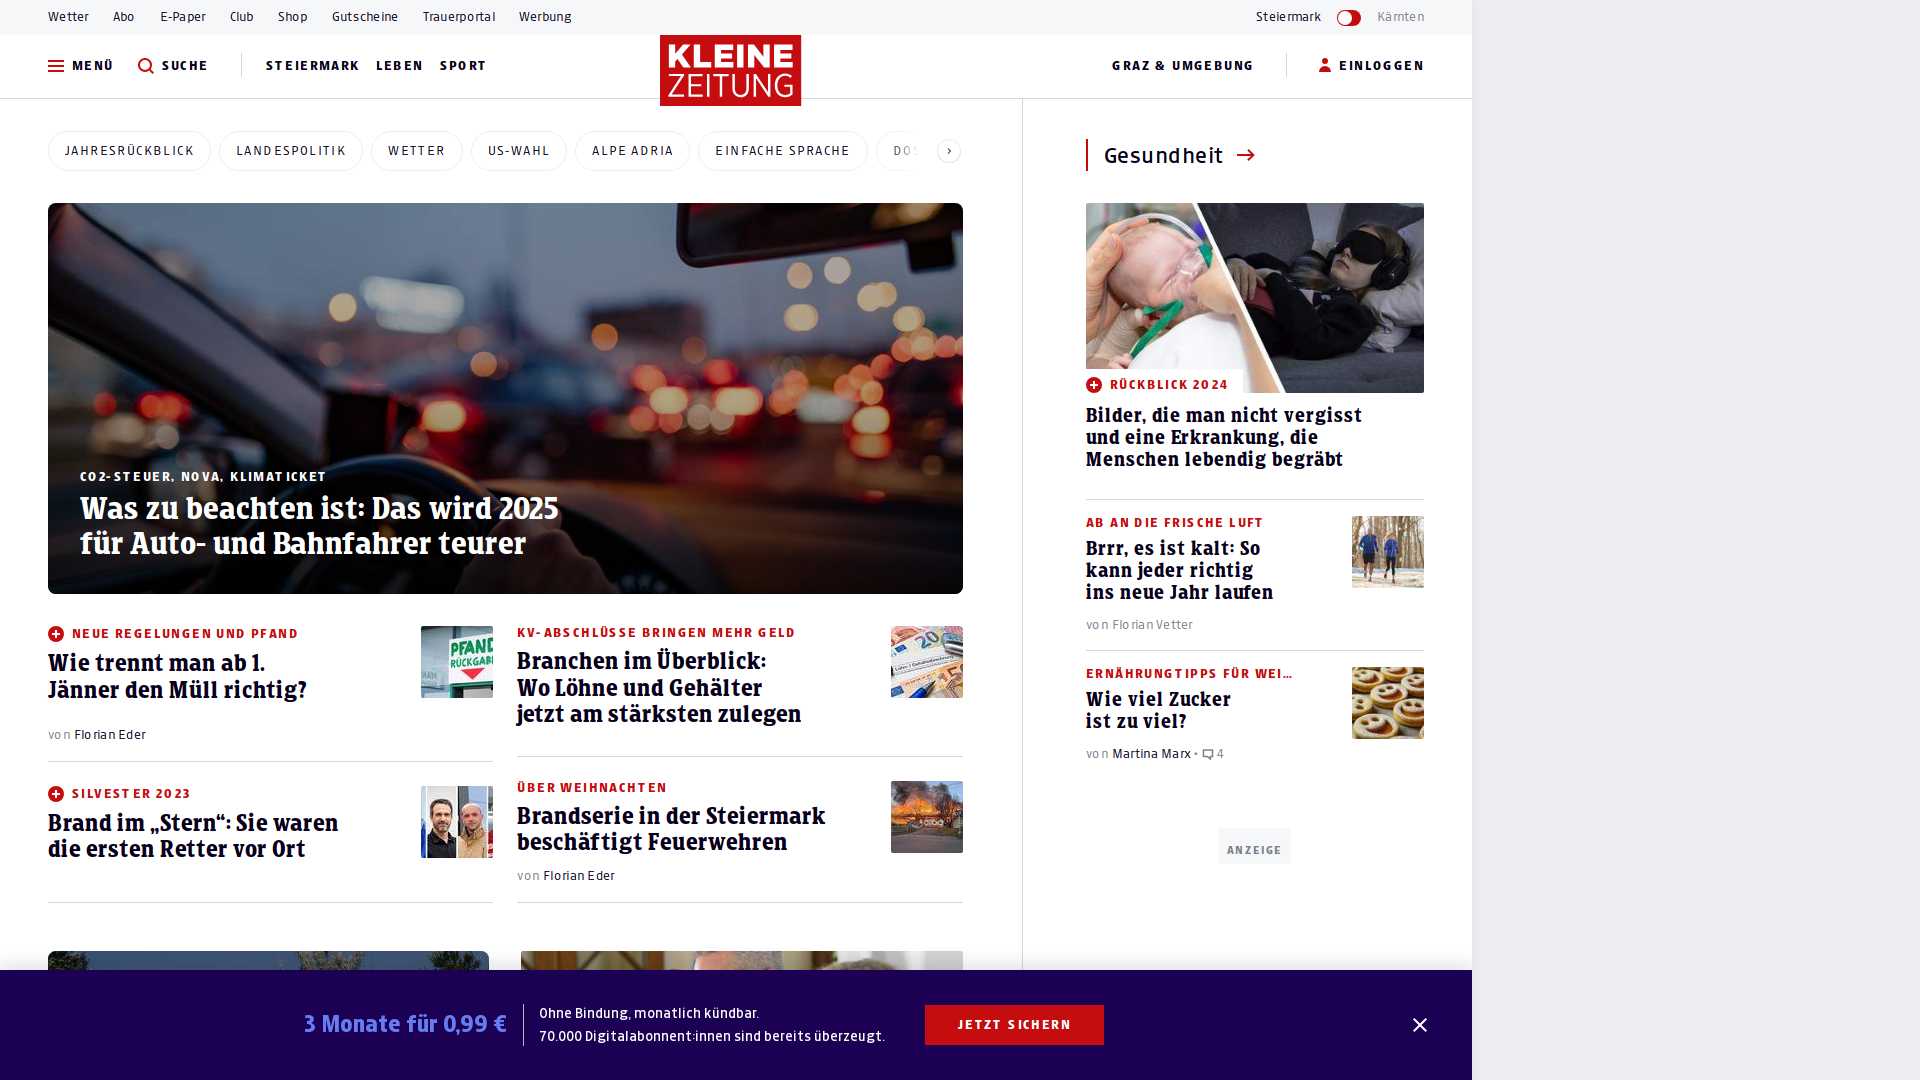 Wetter Abo E-Paper Club Shop Gutscheine Trauerportal Werbung Steiermark Kärnten
MENÜ SUCHE STEIERMARK LEBEN SPORT KLEINE ZEITUNG GRAZ & UMGEBUNG EINLOGGEN
JAHRESRÜCKBLICK LANDESPOLITIK WETTER US-WAHL ALPE ADRIA EINFACHE SPRACHE
CO2-STEUER, NOVA, KLIMATICKET
Was zu beachten ist: Das wird 2025
für Auto- und Bahnfahrer teurer
NEUE REGELUNGEN UND PFAND
Wie trennt man ab 1.
Jänner den Müll richtig?
von Florian Eder
PFAND
RÜCKGABE
KV-ABSCHLÜSSE BRINGEN MEHR GELD
Branchen im Überblick:
Wo Löhne und Gehälter
jetzt am stärksten zulegen
SILVESTER 2023
Brand im „Stern“: Sie waren
die ersten Retter vor Ort
ÜBER WEIHNACHTEN
Brandserie in der Steiermark
beschäftigt Feuerwehren
von Florian Eder
Gesundheit
RÜCKBLICK 2024
Bilder, die man nicht vergisst
und eine Erkrankung, die
Menschen lebendig begräbt
AB AN DIE FRISCHE LUFT
Brrr, es ist kalt: So
kann jeder richtig
ins neue Jahr laufen
von Florian Vetter
ERNÄHRUNGTIPPS FÜR WEI...
Wie viel Zucker
ist zu viel?
von Martina Marx • 4
ANZEIGE
3 Monate für 0,99 €
Ohne Bindung, monatlich kündbar.
70.000 Digitalabonnent:innen sind bereits überzeugt.
JETZT SICHERN